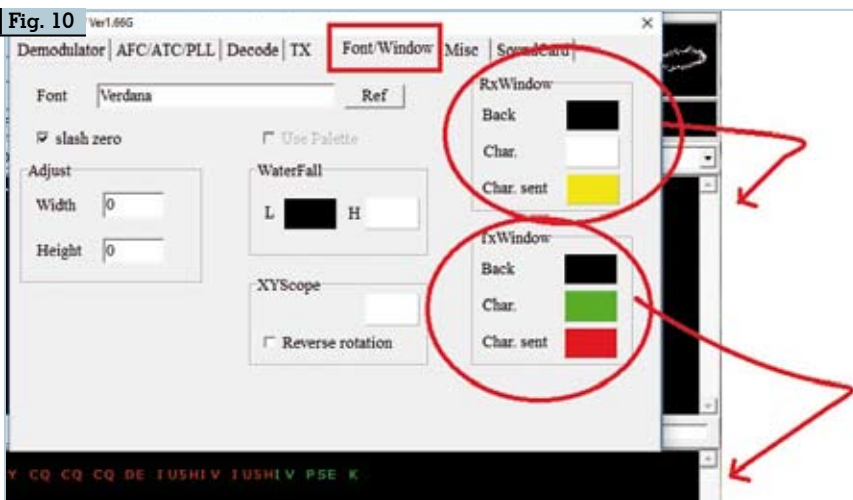 Fig. 10
Ver1.66G
Demodulator AFC/ATC/PLL Decode TX Font/Window Misc SoundCard
Font Verdana Ref
slash zero
Use Palette
Adjust
Width 0
Height 0
WaterFall
L H
XYScope
Reverse rotation
RxWindow
Back
Char.
Char. sent
TxWindow
Back
Char.
Char. sent
Y CQ CQ CQ DE IU5HIV IU5HIV PSE K